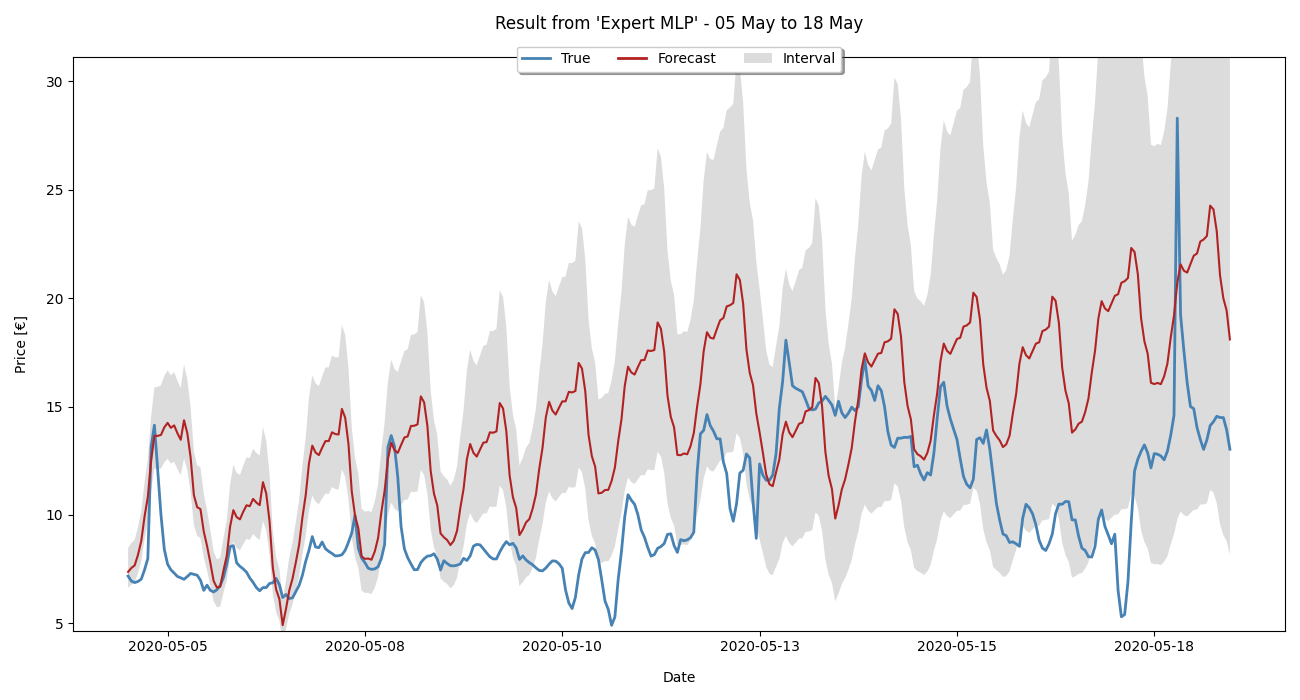 Result from 'Expert MLP' - 05 May to 18 May
True Forecast Interval
30
25
20
15
10
5
Price [€]
2020-05-05 2020-05-08 2020-05-10 2020-05-13 2020-05-15 2020-05-18
Date